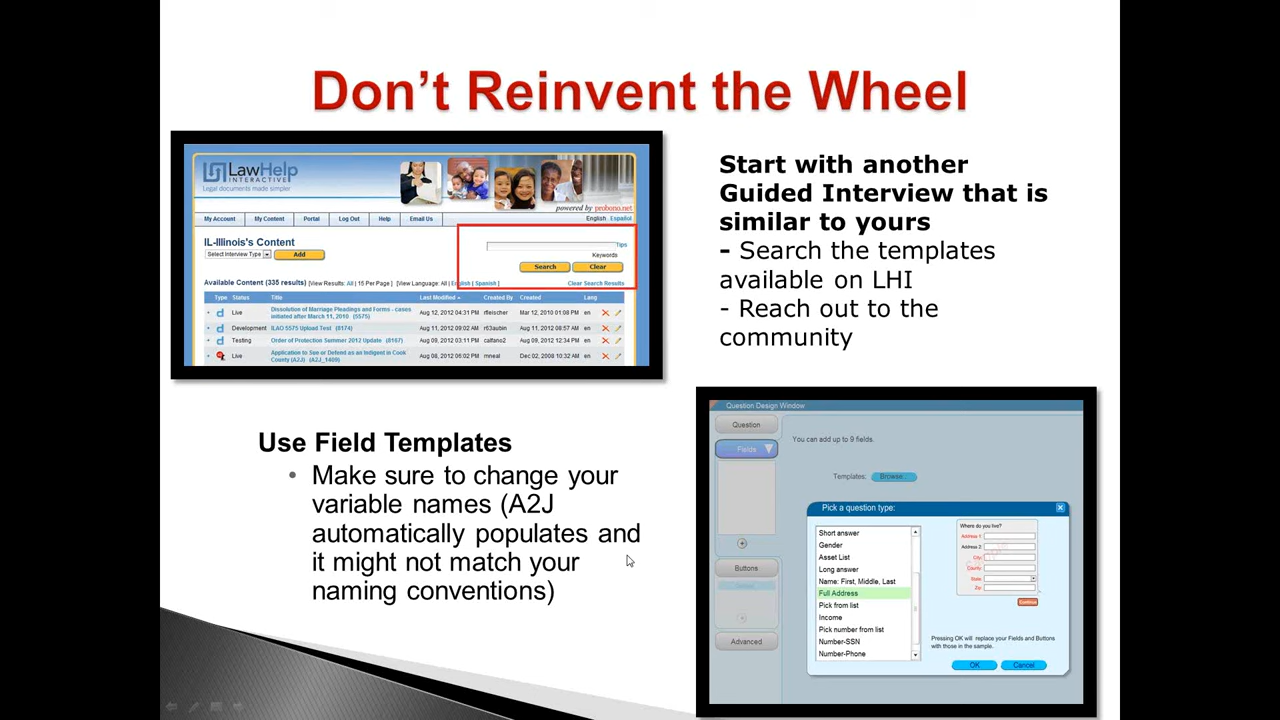 Don't Reinvent the Wheel
LawHelp
INTERACTIVE
Legal documents made simpler
powered by probono.net
My Account My Content Portal Log Out Help Email Us
English Español
IL-Illinois's Content
Select Interview Type Add
Tips
Keywords
Search Clear
Available Content (335 results) [View Results: All | 15 Per Page ] [View Language: All | English | Spanish ] Clear Search Results
Type Status Title Last Modified Created By Created Lang
Live Dissolution of Marriage Pleadings and Forms - cases initiated after March 11, 2010 (5575) Aug 12, 2012 04:31 PM rfleischer Mar 12, 2010 01:08 PM en
Development ILAO 5575 Upload Test (8174) Aug 11, 2012 09:02 AM r63aubin Aug 11, 2012 08:57 AM en
Testing Order of Protection Summer 2012 Update (8167) Aug 09, 2012 03:11 PM calfano2 Aug 09, 2012 12:34 PM en
Live Application to Sue or Defend as an Indigent in Cook County (A2J) (A2J_1409) Aug 08, 2012 06:02 PM mneal Dec 02, 2008 10:32 AM en
Start with another
Guided Interview that is
similar to yours
- Search the templates
available on LHI
- Reach out to the
community
Use Field Templates
• Make sure to change your
variable names (A2J
automatically populates and
it might not match your
naming conventions)
Question Design Window
Question
Fields
You can add up to 9 fields.
Templates: Browse...
Buttons
Advanced
Pick a question type:
Short answer
Gender
Asset List
Long answer
Name: First, Middle, Last
Full Address
Pick from list
Income
Pick number from list
Number-SSN
Number-Phone
Where do you live?
Address 1:
Address 2:
City:
County:
State:
Zip:
Continue
Pressing OK will replace your Fields and Buttons
with those in the sample.
OK Cancel